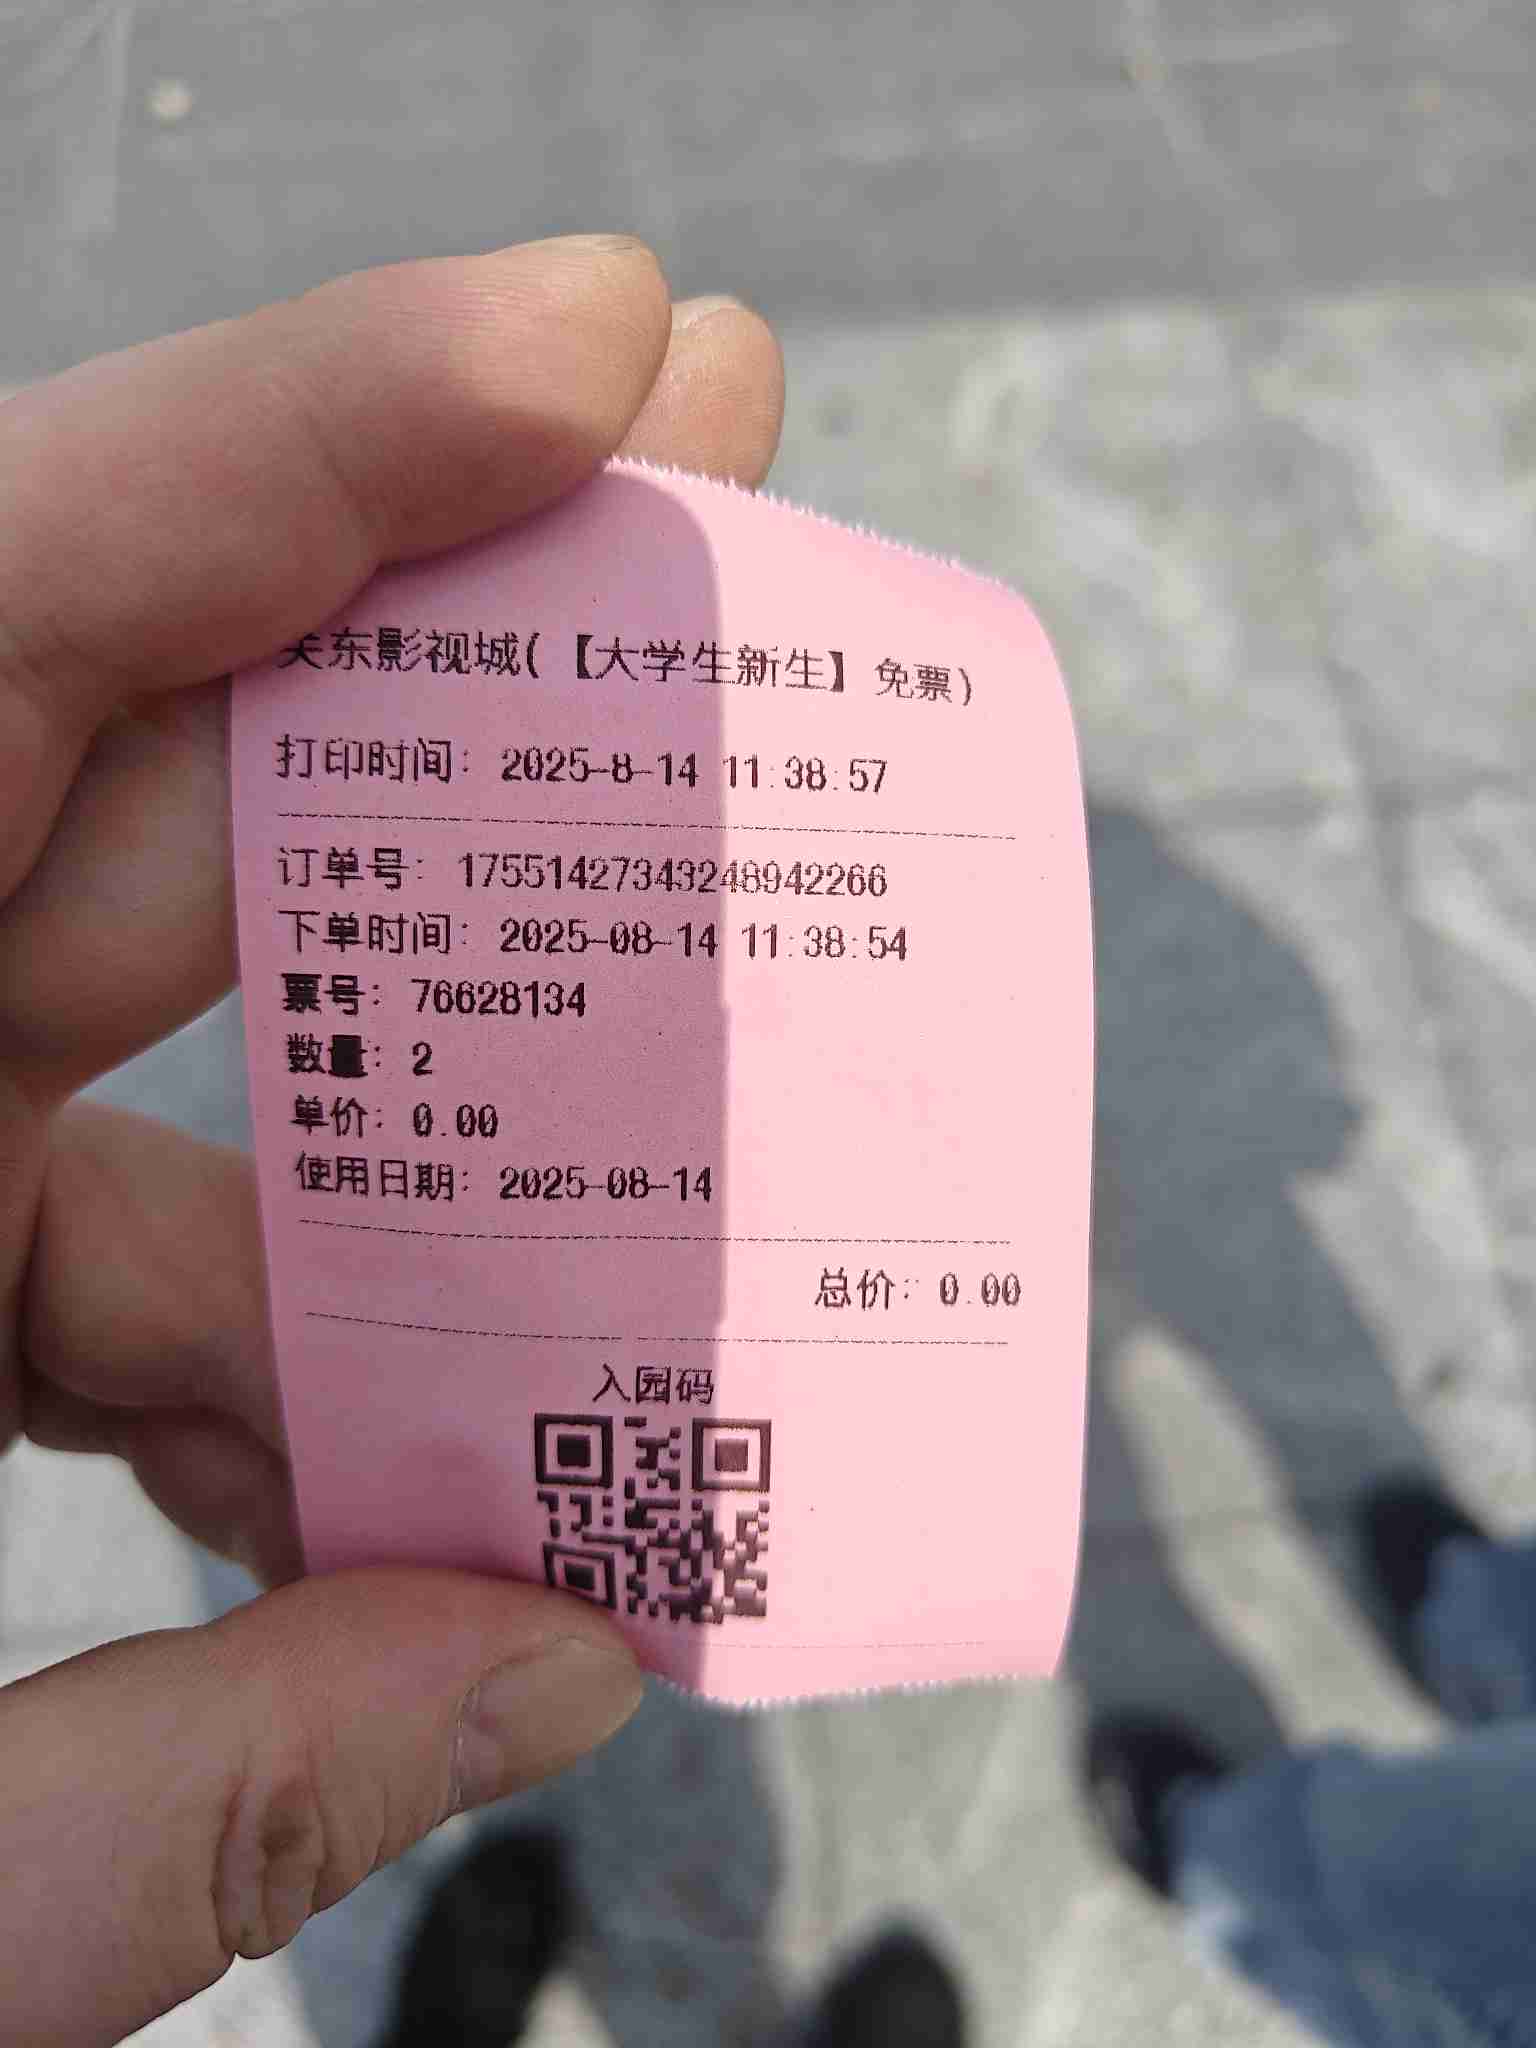 关东影视城(【大学生新生】免票)
打印时间: 2025-8-14 11:38:57
订单号: 17551427343248942266
下单时间: 2025-08-14 11:38:54
票号: 76628134
数量: 2
单价: 0.00
使用日期: 2025-08-14
总价: 0.00
入园码